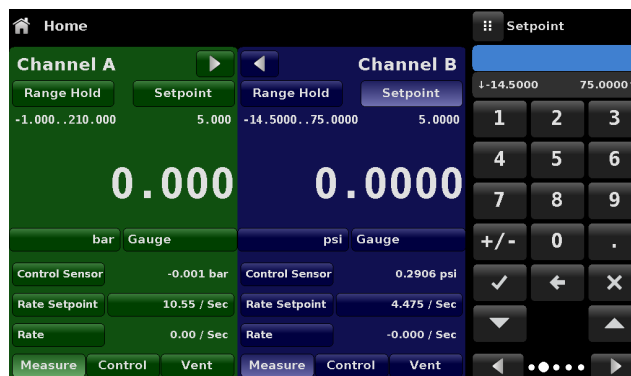 Home
Setpoint
Channel A
Channel B
Range Hold Setpoint
Range Hold Setpoint
-1.000..210.000 5.000
-14.5000..75.0000 5.0000
↓-14.5000 75.0000
0.000
0.0000
bar Gauge
psi Gauge
Control Sensor -0.001 bar
Control Sensor 0.2906 psi
Rate Setpoint 10.55 / Sec
Rate Setpoint 4.475 / Sec
Rate 0.00 / Sec
Rate -0.000 / Sec
Measure Control Vent
Measure Control Vent
1 2 3
4 5 6
7 8 9
+/- 0 .